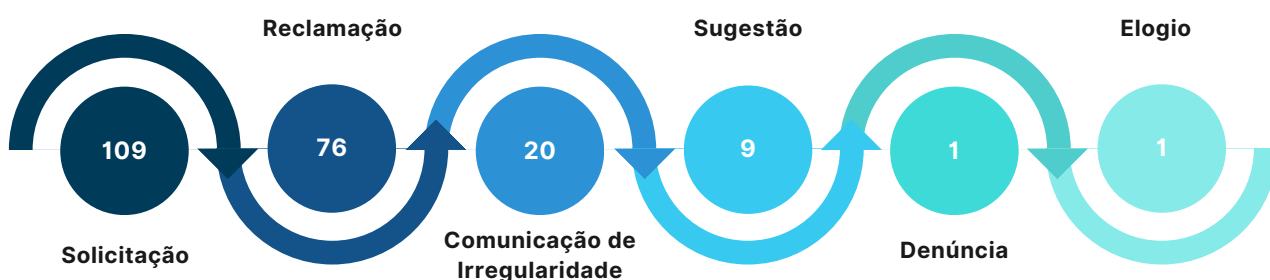 Reclamação
Sugestão
Elogio
109
76
20
9
1
1
Solicitação
Comunicação de
Irregularidade
Denúncia